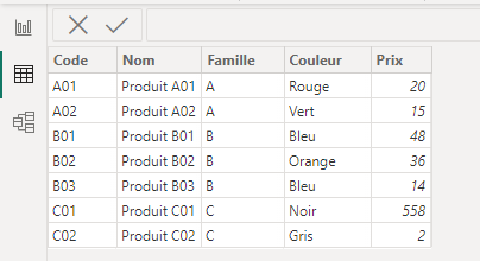 Code Nom Famille Couleur Prix
A01 Produit A01 A Rouge 20
A02 Produit A02 A Vert 15
B01 Produit B01 B Bleu 48
B02 Produit B02 B Orange 36
B03 Produit B03 B Bleu 14
C01 Produit C01 C Noir 558
C02 Produit C02 C Gris 2